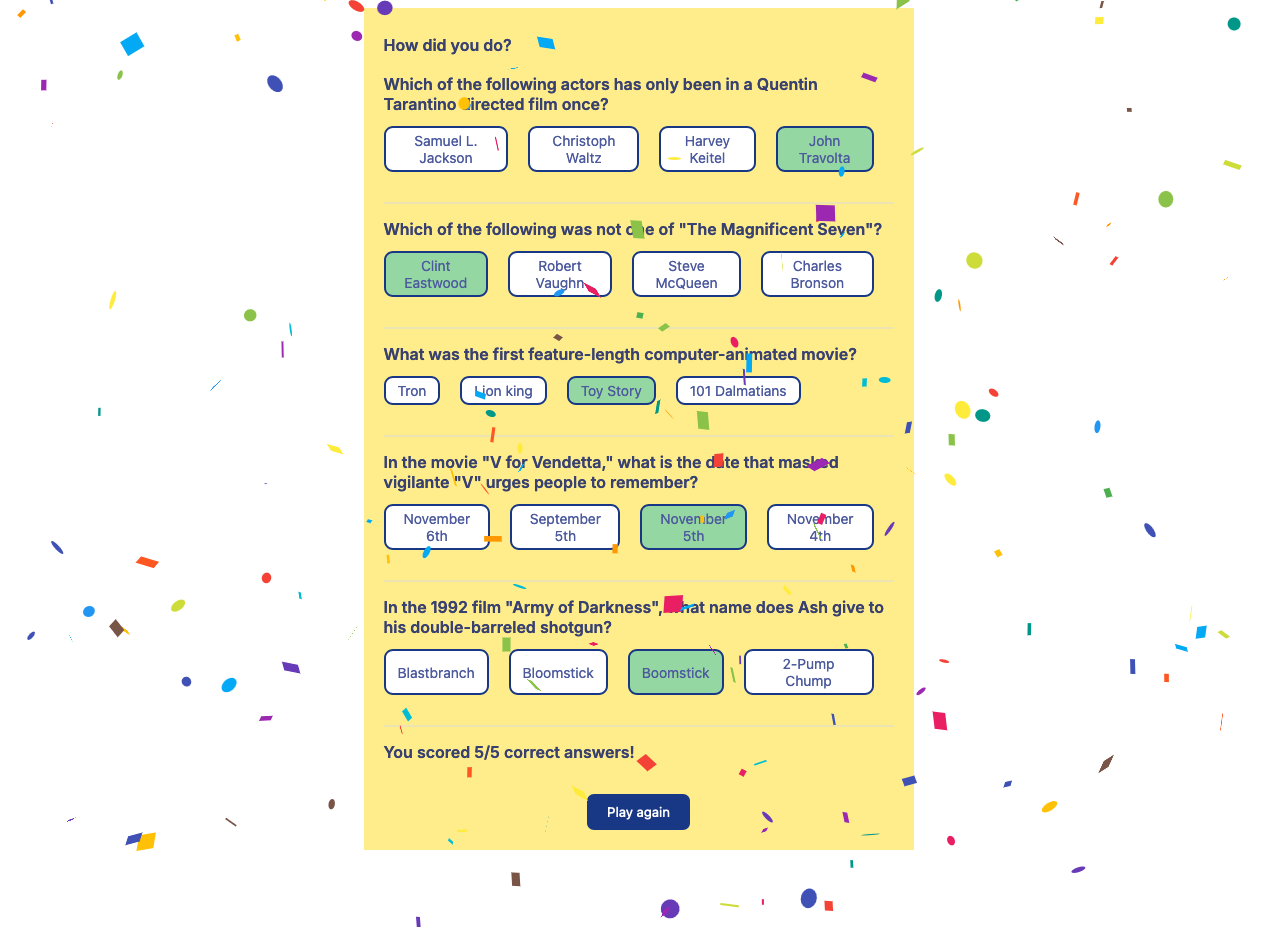 How did you do?
Which of the following actors has only been in a Quentin
Tarantino directed film once?
Samuel L.
Jackson
Christoph
Waltz
Harvey
Keitel
John
Travolta
Which of the following was not one of "The Magnificent Seven"?
Clint
Eastwood
Robert
Vaughn
Steve
McQueen
Charles
Bronson
What was the first feature-length computer-animated movie?
Tron
Lion king
Toy Story
101 Dalmatians
In the movie "V for Vendetta," what is the date that masked
vigilante "V" urges people to remember?
November
6th
September
5th
November
5th
November
4th
In the 1992 film "Army of Darkness", what name does Ash give to
his double-barreled shotgun?
Blastbranch
Bloomstick
Boomstick
2-Pump
Chump
You scored 5/5 correct answers!
Play again